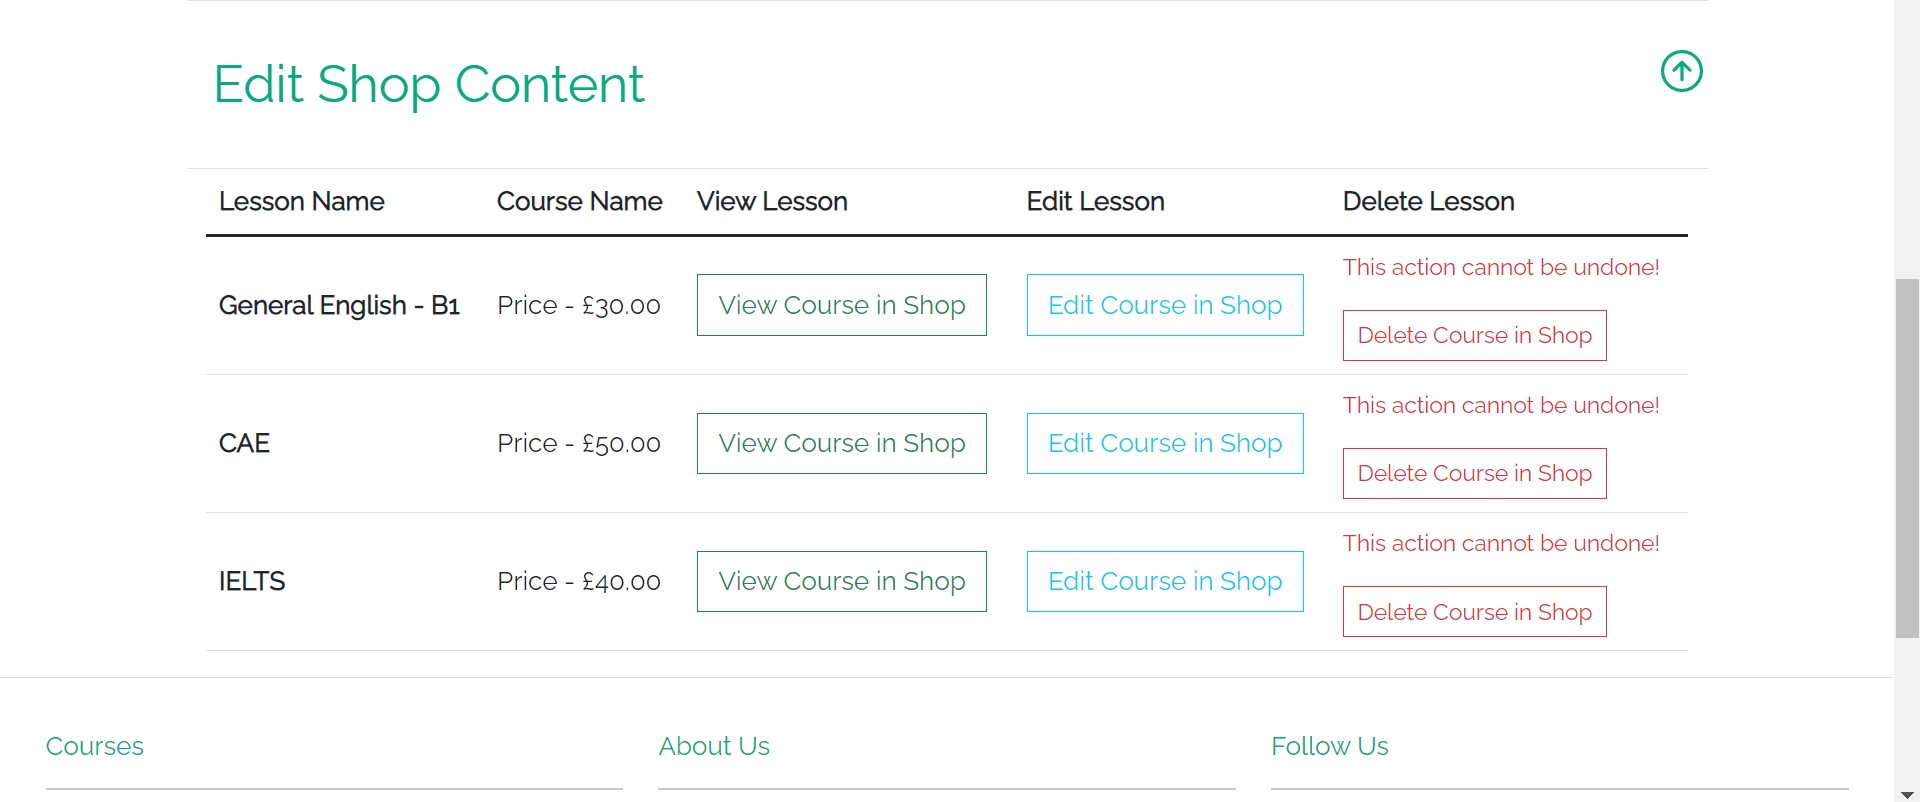 Edit Shop Content
Lesson Name Course Name View Lesson Edit Lesson Delete Lesson
This action cannot be undone!
General English - B1 Price - £30.00 View Course in Shop Edit Course in Shop
Delete Course in Shop
This action cannot be undone!
CAE Price - £50.00 View Course in Shop Edit Course in Shop
Delete Course in Shop
This action cannot be undone!
IELTS Price - £40.00 View Course in Shop Edit Course in Shop
Delete Course in Shop
Courses About Us Follow Us